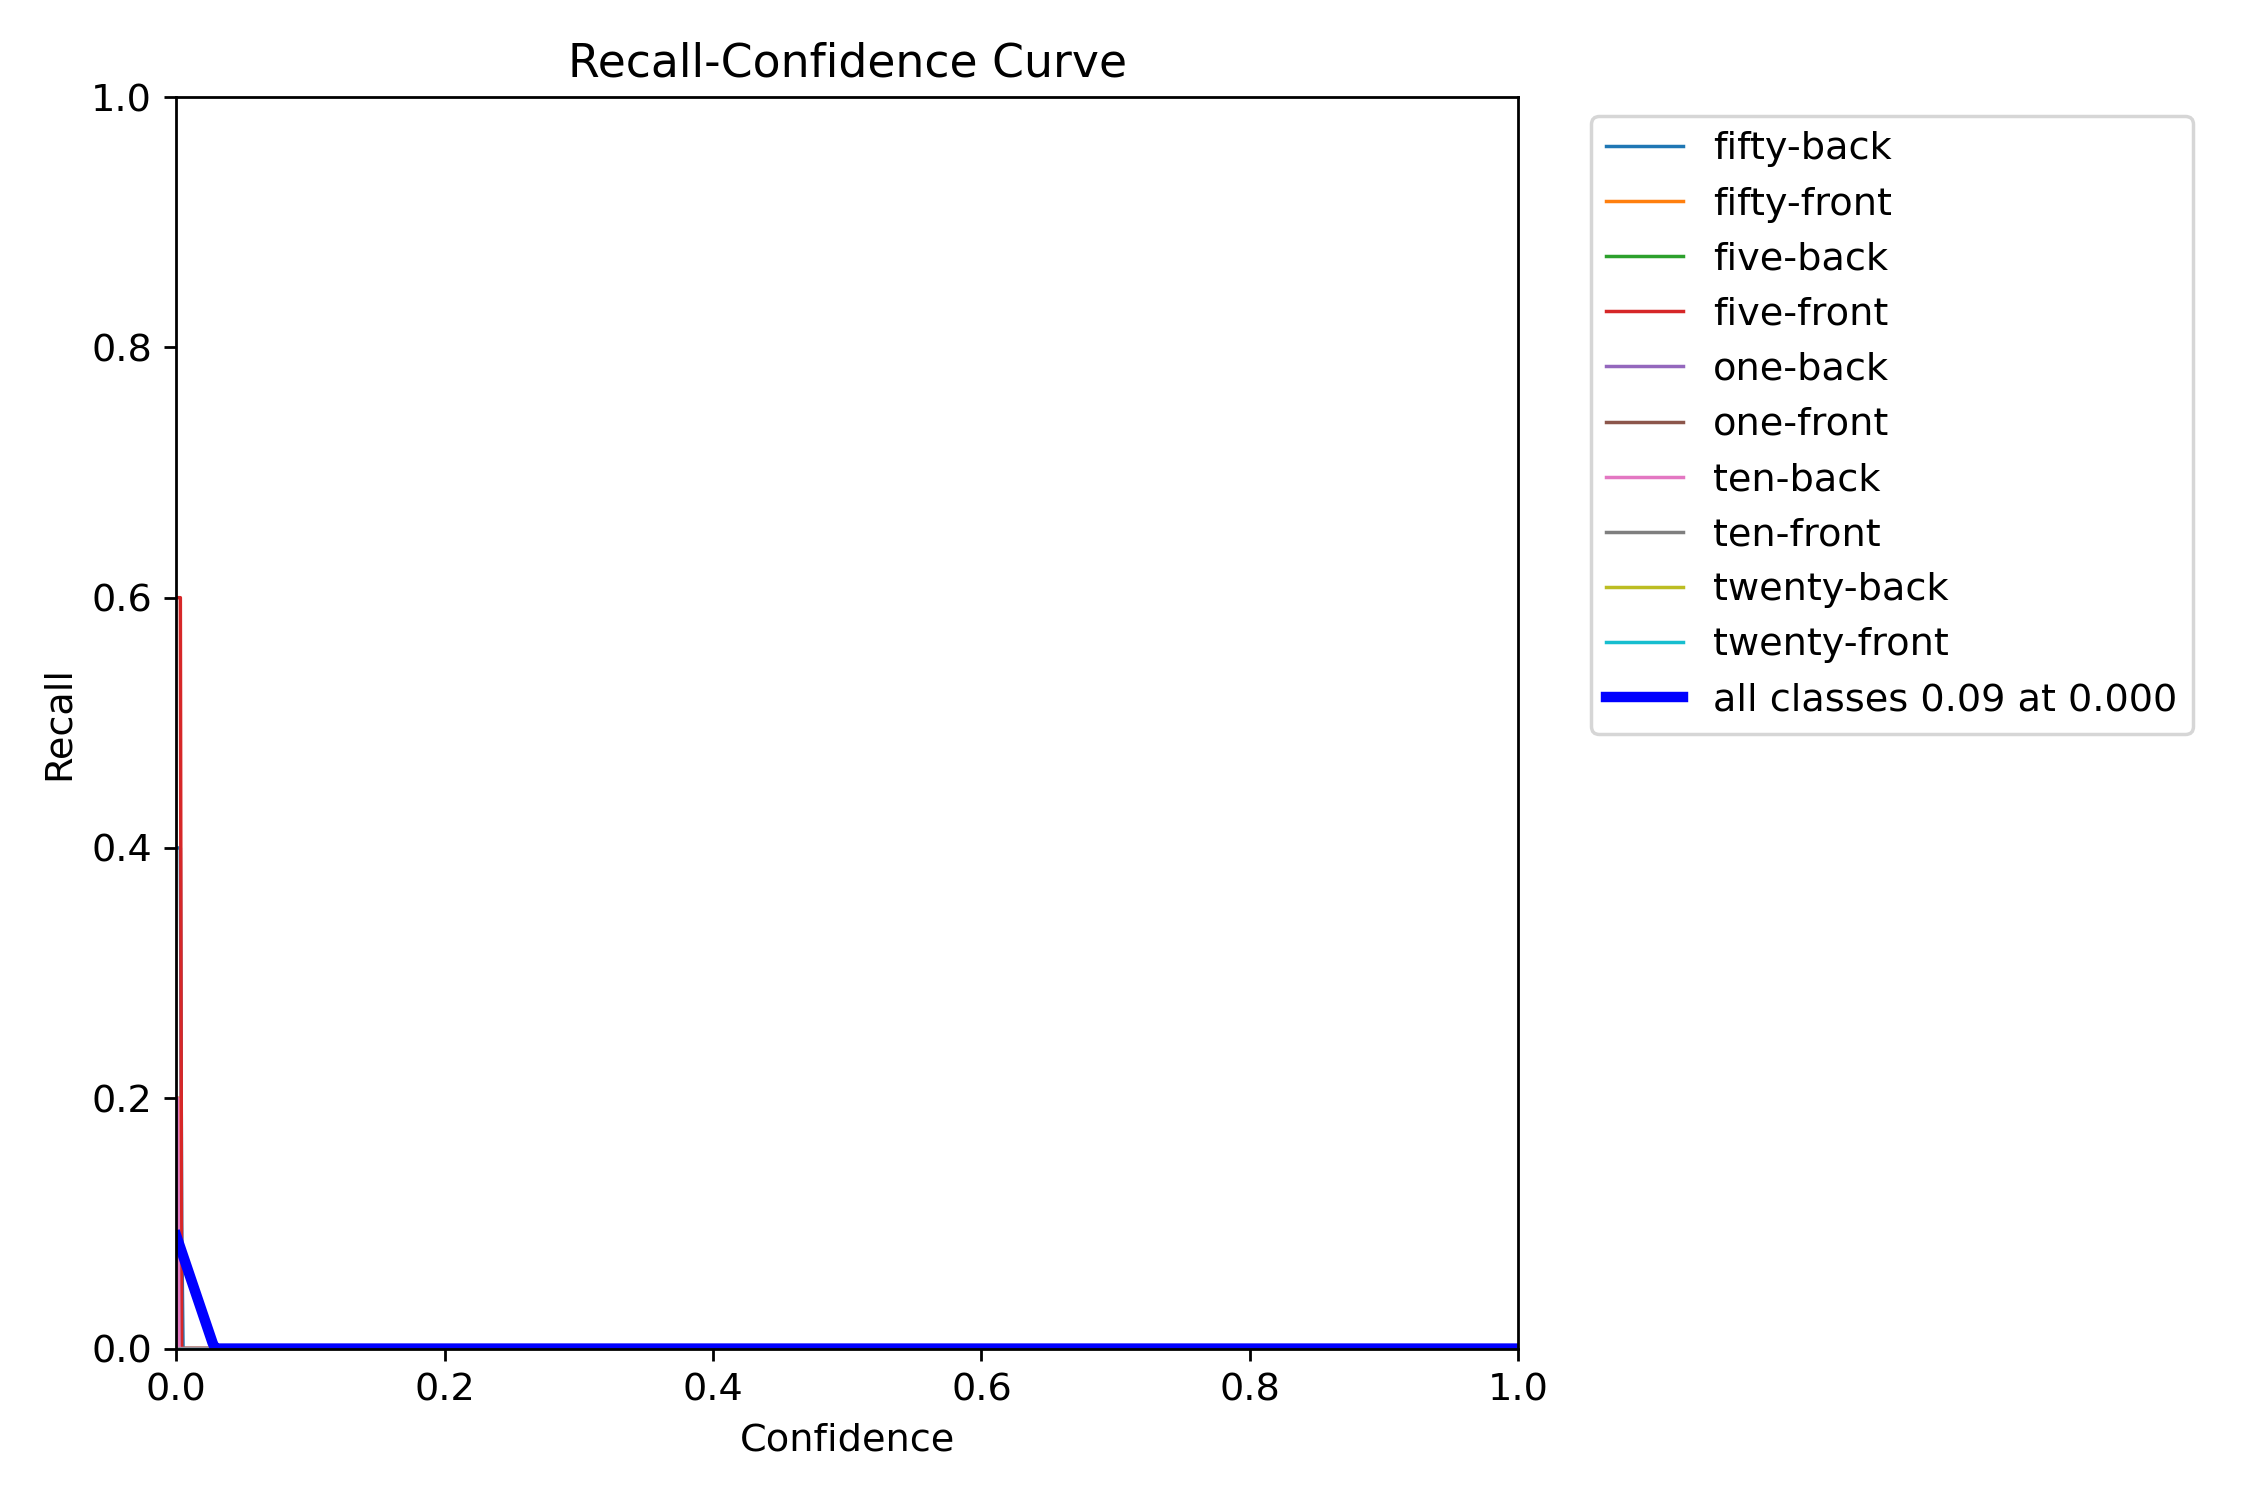 Recall-Confidence Curve
1.0
0.8
0.6
0.4
0.2
0.0
Recall
0.0 0.2 0.4 0.6 0.8 1.0
Confidence
fifty-back
fifty-front
five-back
five-front
one-back
one-front
ten-back
ten-front
twenty-back
twenty-front
all classes 0.09 at 0.000